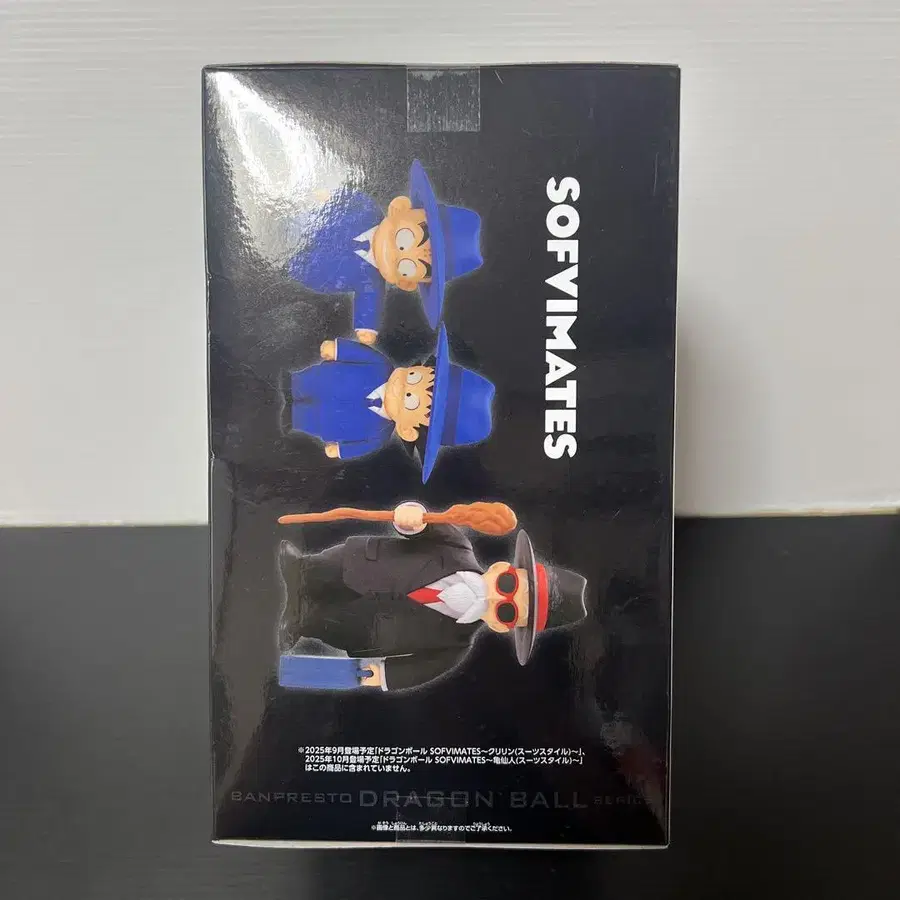 SOFVIMATES
※2025年9月登場予定「ドラゴンボール SOFVIMATES～クリリン(スーツスタイル)～」、
2025年10月登場予定「ドラゴンボール SOFVIMATES～亀仙人(スーツスタイル)～」
はこの商品に含まれていません。
BANPRESTO DRAGON BALL SERIES
※画像と商品とは、多少異なりますのでご了承ください。